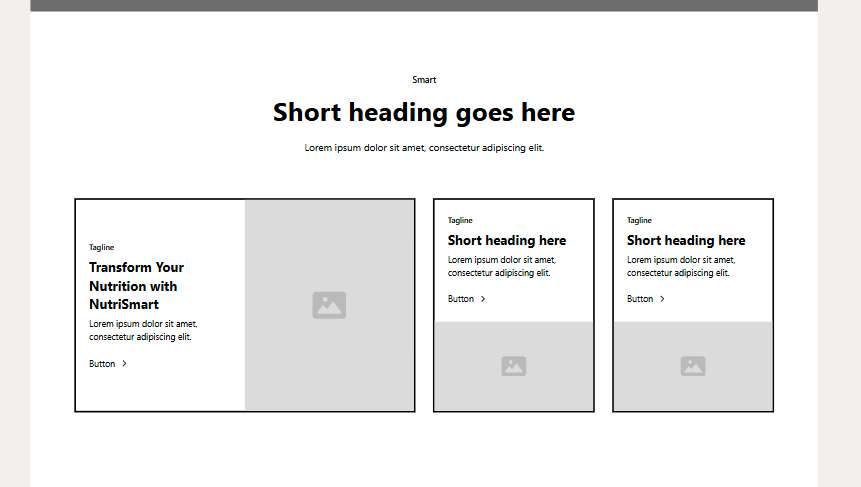 Smart
Short heading goes here
Lorem ipsum dolor sit amet, consectetur adipiscing elit.
Tagline
Transform Your
Nutrition with
NutriSmart
Lorem ipsum dolor sit amet,
consectetur adipiscing elit.
Button
Tagline
Short heading here
Lorem ipsum dolor sit amet,
consectetur adipiscing elit.
Button
Tagline
Short heading here
Lorem ipsum dolor sit amet,
consectetur adipiscing elit.
Button